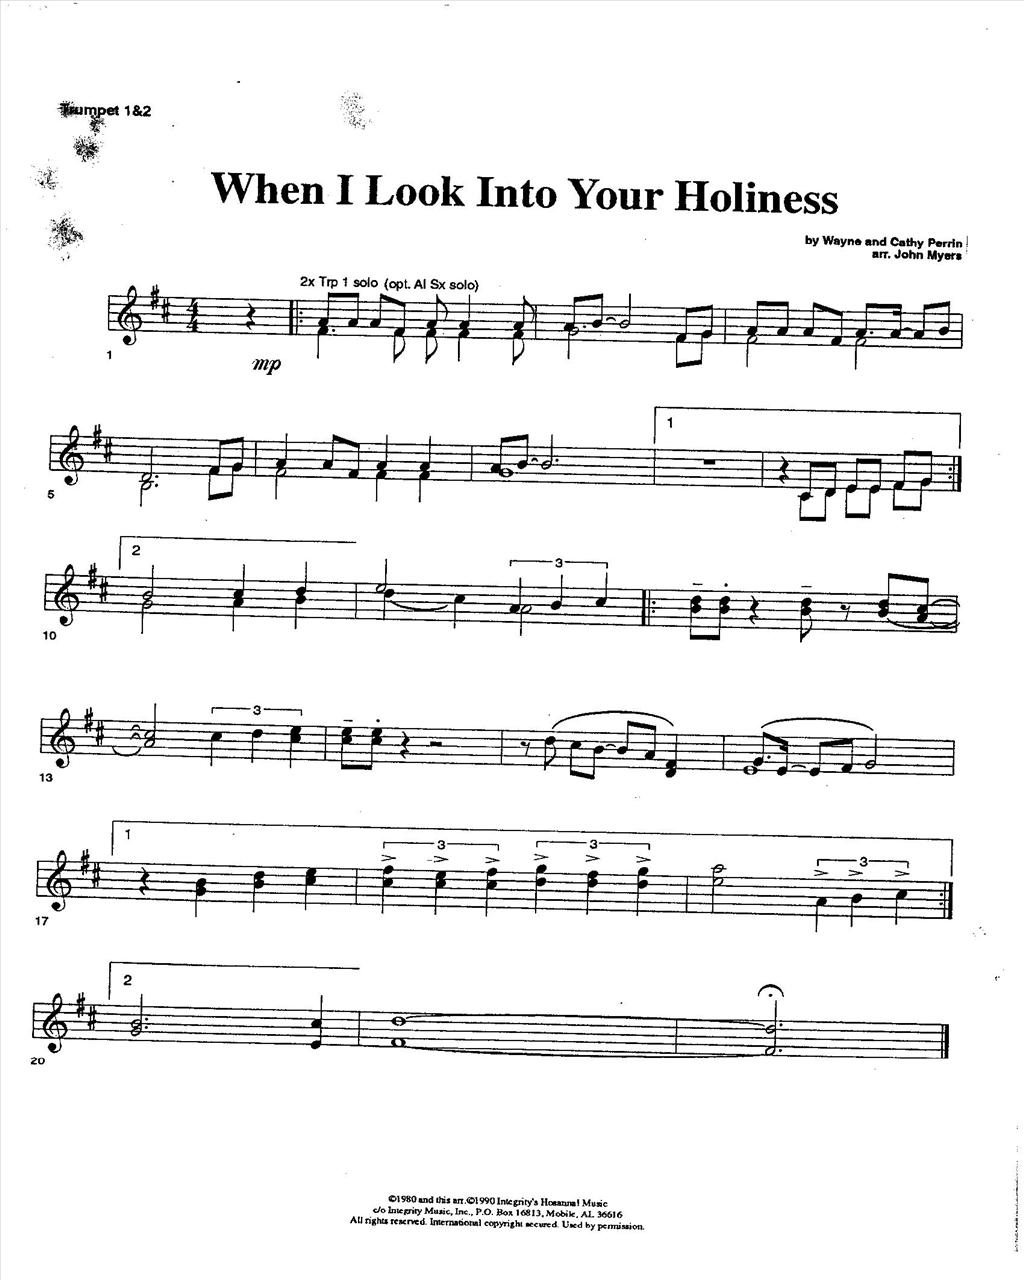 Trumpet 1&2
When I Look Into Your Holiness
by Wayne and Cathy Perrin
arr. John Myers
2x Trp 1 solo (opt. Al Sx solo)
4
4
mp
1
1
5
2
3
10
3
13
1
3
3
3
17
2
20
©1980 and this arr.©1990 Integrity's Hosanna! Music
c/o Integrity Music, Inc., P.O. Box 16813, Mobile, AL 36616
All rights reserved. International copyright secured. Used by permission.